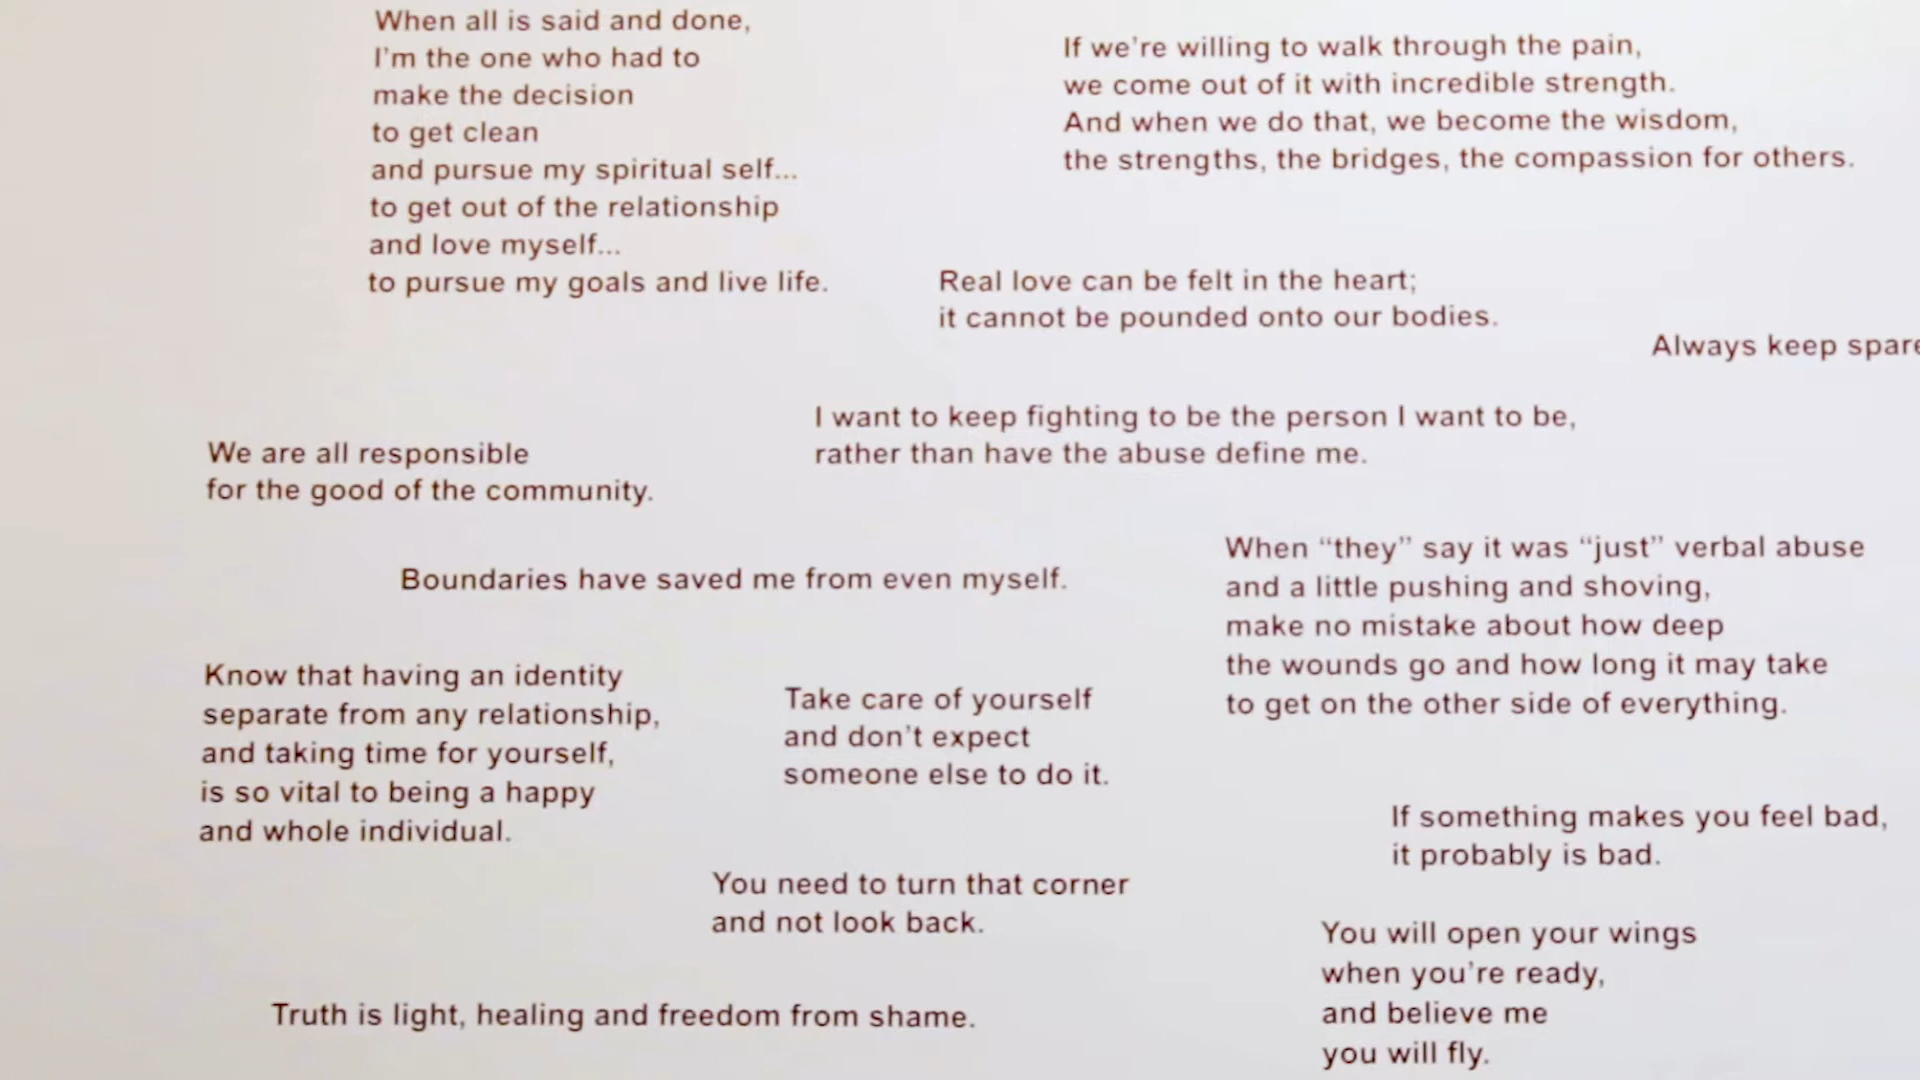 When all is said and done,
I'm the one who had to
make the decision
to get clean
and pursue my spiritual self...
to get out of the relationship
and love myself...
to pursue my goals and live life.
If we're willing to walk through the pain,
we come out of it with incredible strength.
And when we do that, we become the wisdom,
the strengths, the bridges, the compassion for others.
Real love can be felt in the heart;
it cannot be pounded onto our bodies.
Always keep spare
I want to keep fighting to be the person I want to be,
rather than have the abuse define me.
We are all responsible
for the good of the community.
When “they” say it was “just” verbal abuse
and a little pushing and shoving,
make no mistake about how deep
the wounds go and how long it may take
to get on the other side of everything.
Boundaries have saved me from even myself.
Know that having an identity
separate from any relationship,
and taking time for yourself,
is so vital to being a happy
and whole individual.
Take care of yourself
and don't expect
someone else to do it.
If something makes you feel bad,
it probably is bad.
You need to turn that corner
and not look back.
You will open your wings
when you're ready,
and believe me
you will fly.
Truth is light, healing and freedom from shame.